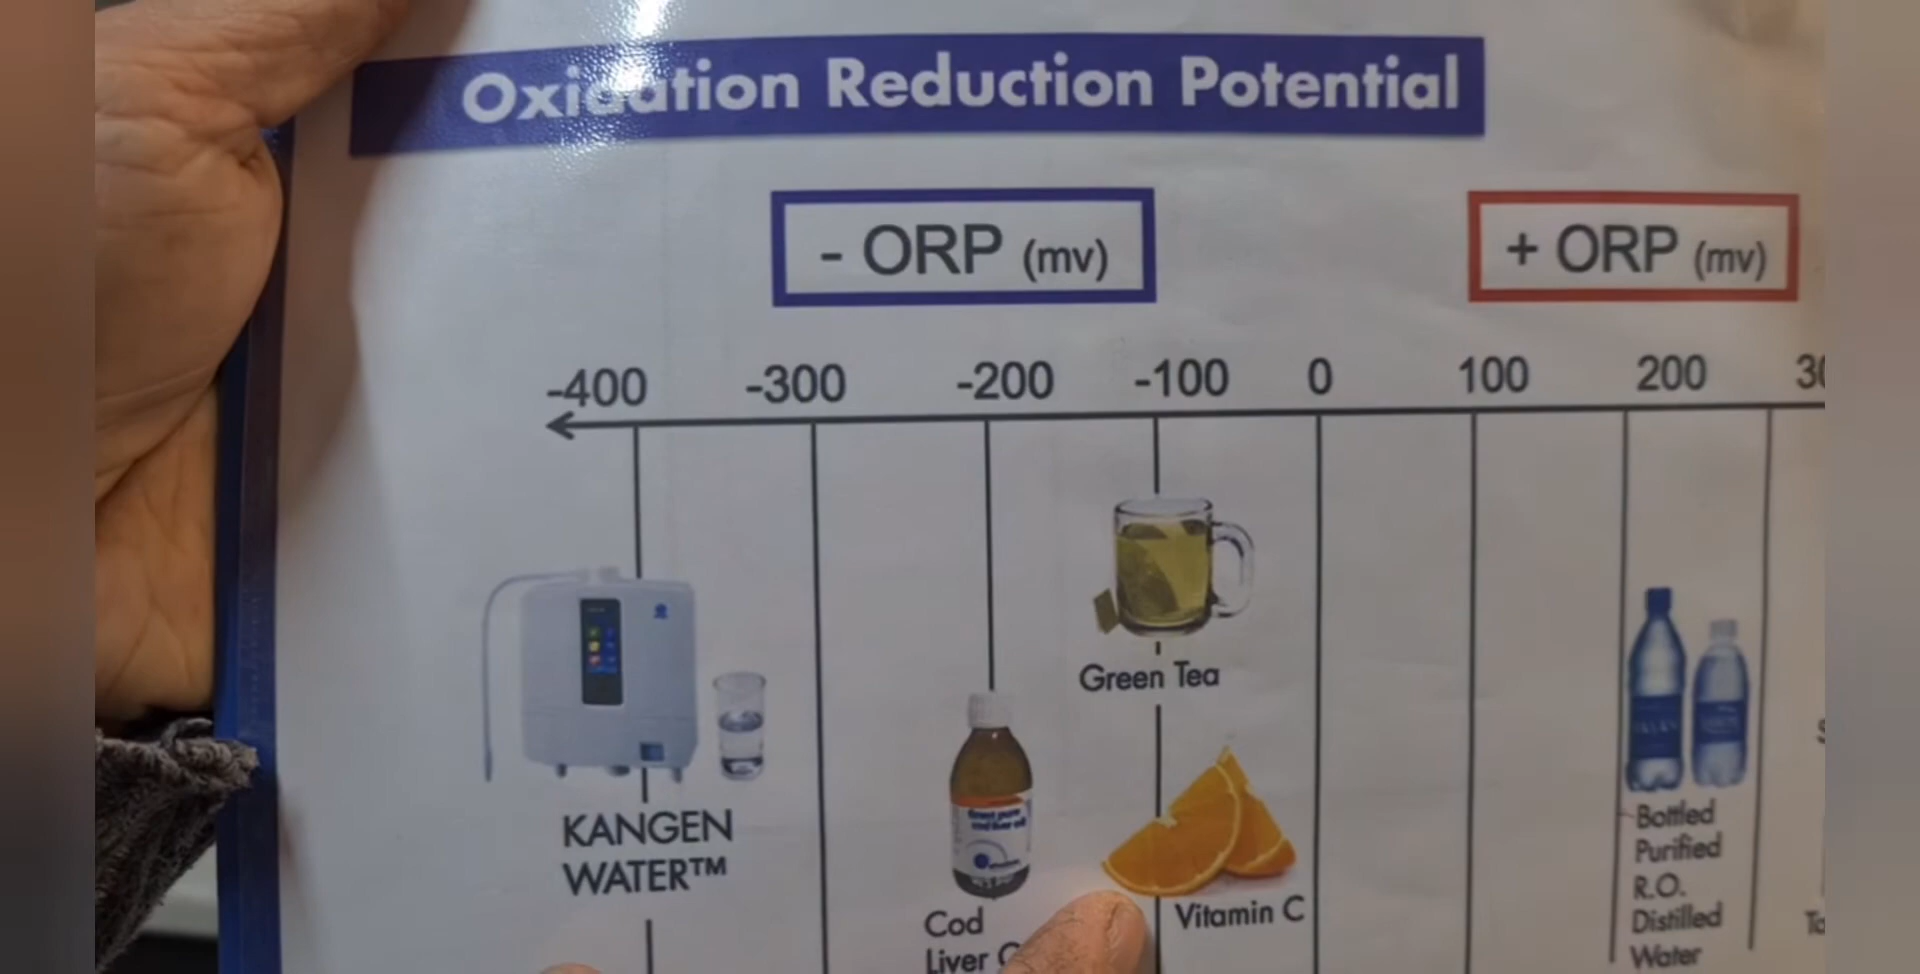 Oxidation Reduction Potential
- ORP (mv)
+ ORP (mv)
-400 -300 -200 -100 0 100 200
Green Tea
KANGEN
WATER™
Cod
Liver
Vitamin C
Bottled
Purified
R.O.
Distilled
Water